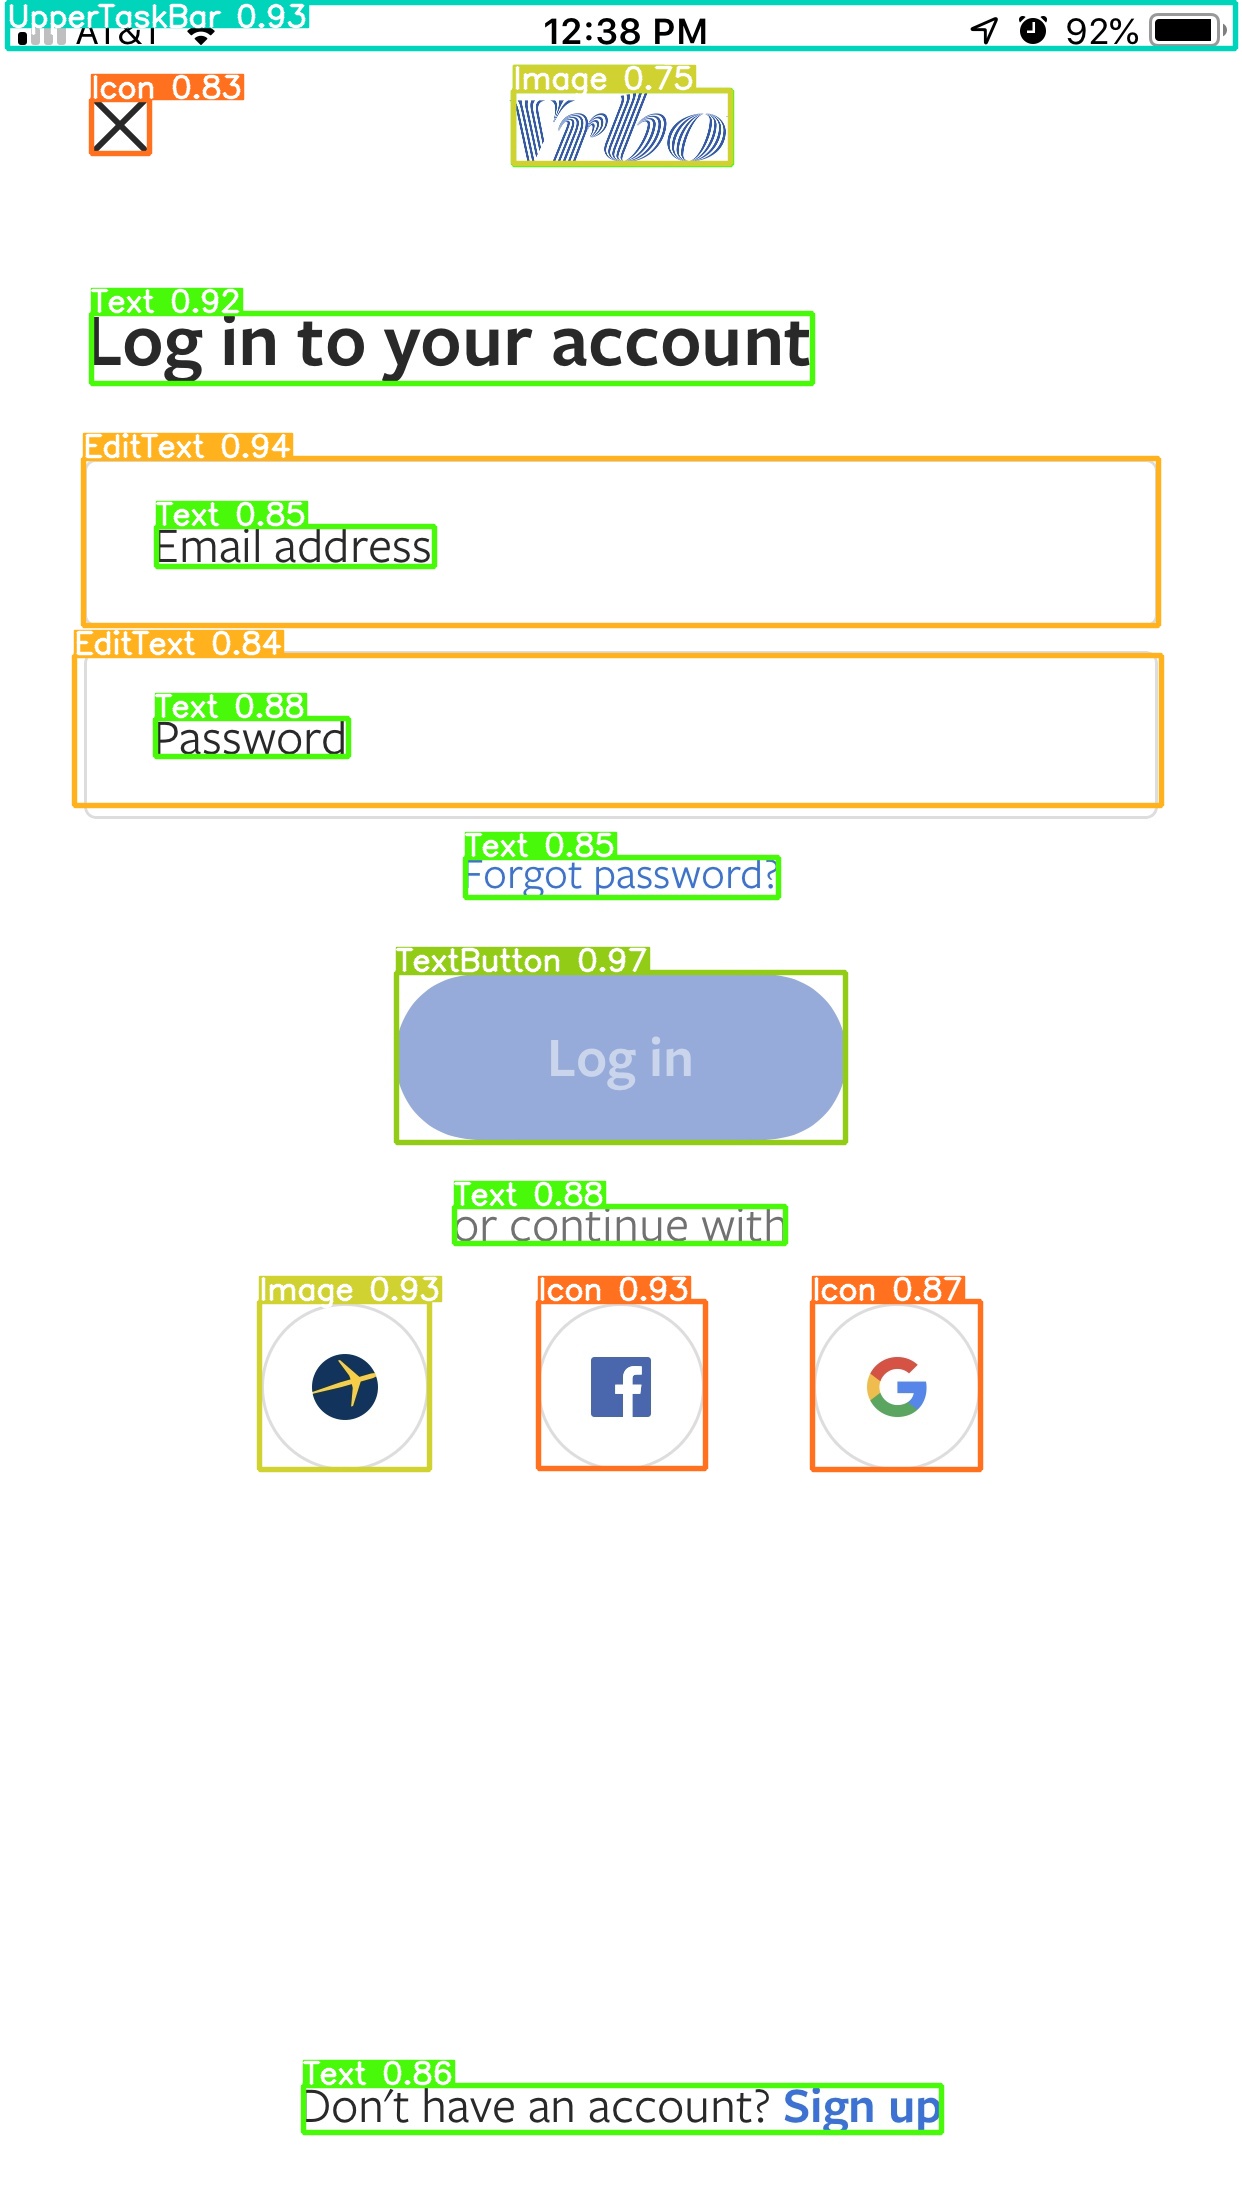 UpperTaskBar 0.93
AT&T 12:38 PM 92%
Icon 0.83
Image 0.75
Vrbo
Text 0.92
Log in to your account
EditText 0.94
Text 0.85
Email address
EditText 0.84
Text 0.88
Password
Text 0.85
Forgot password?
TextButton 0.97
Log in
Text 0.88
or continue with
Image 0.93 Icon 0.93 Icon 0.87
Text 0.86
Don't have an account? Sign up